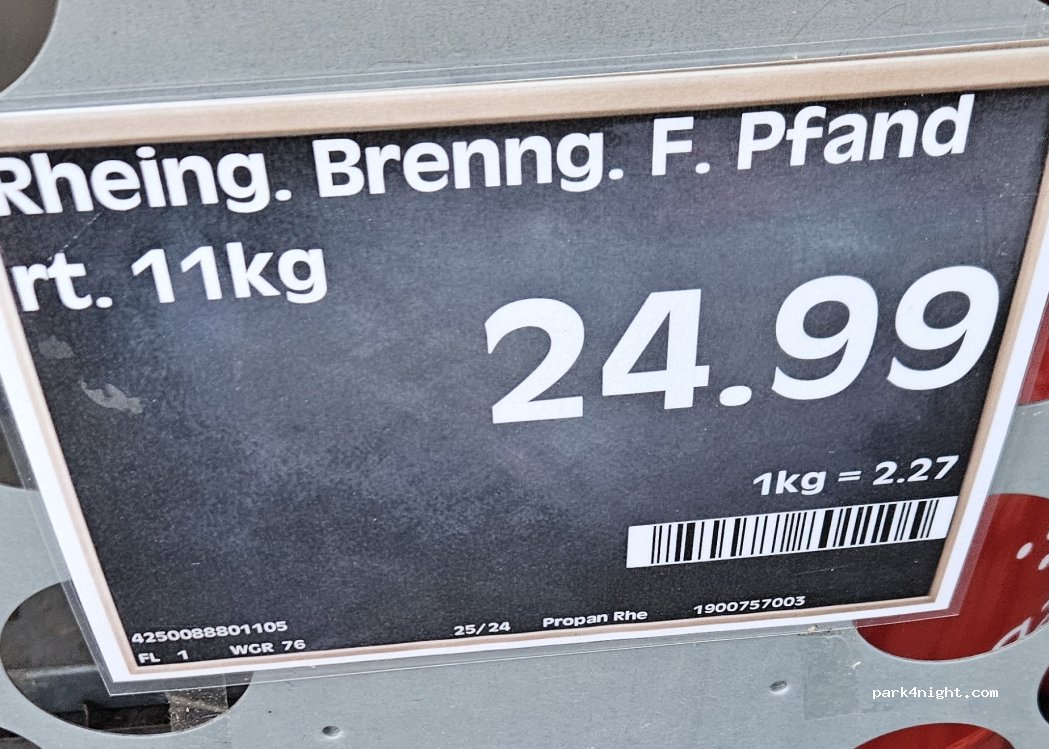 Rheing. Brenng. F. Pfand
rt. 11kg
24.99
1kg = 2.27
4250088801105
FL 1 WGR 76
25/24 Propan Rhe 1900757003
park4night.com